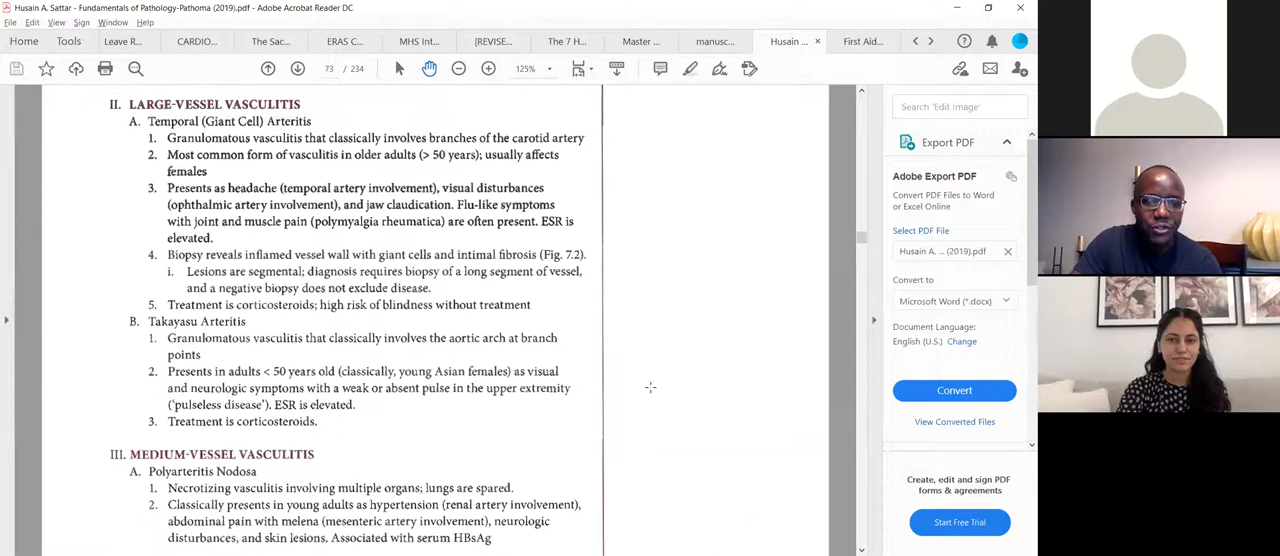 Husain A. Sattar - Fundamentals of Pathology-Pathoma (2019).pdf - Adobe Acrobat Reader DC
File Edit View Sign Window Help
Home Tools Leave R... CARDIO... The Sac... ERAS C... MHS Int... [REVISE... The 7 H... Master ... manusc... Husain ... × First Aid...
73 / 234 125%
II. LARGE-VESSEL VASCULITIS
A. Temporal (Giant Cell) Arteritis
1. Granulomatous vasculitis that classically involves branches of the carotid artery
2. Most common form of vasculitis in older adults (> 50 years); usually affects
females
3. Presents as headache (temporal artery involvement), visual disturbances
(ophthalmic artery involvement), and jaw claudication. Flu-like symptoms
with joint and muscle pain (polymyalgia rheumatica) are often present. ESR is
elevated.
4. Biopsy reveals inflamed vessel wall with giant cells and intimal fibrosis (Fig. 7.2).
i. Lesions are segmental; diagnosis requires biopsy of a long segment of vessel,
and a negative biopsy does not exclude disease.
5. Treatment is corticosteroids; high risk of blindness without treatment
B. Takayasu Arteritis
1. Granulomatous vasculitis that classically involves the aortic arch at branch
points
2. Presents in adults < 50 years old (classically, young Asian females) as visual
and neurologic symptoms with a weak or absent pulse in the upper extremity
('pulseless disease'). ESR is elevated.
3. Treatment is corticosteroids.
III. MEDIUM-VESSEL VASCULITIS
A. Polyarteritis Nodosa
1. Necrotizing vasculitis involving multiple organs; lungs are spared.
2. Classically presents in young adults as hypertension (renal artery involvement),
abdominal pain with melena (mesenteric artery involvement), neurologic
disturbances, and skin lesions. Associated with serum HBsAg
Search 'Edit Image'
Export PDF
Adobe Export PDF
Convert PDF Files to Word
or Excel Online
Select PDF File
Husain A. ... (2019).pdf
Convert to
Microsoft Word (*.docx)
Document Language:
English (U.S.) Change
Convert
View Converted Files
Create, edit and sign PDF
forms & agreements
Start Free Trial